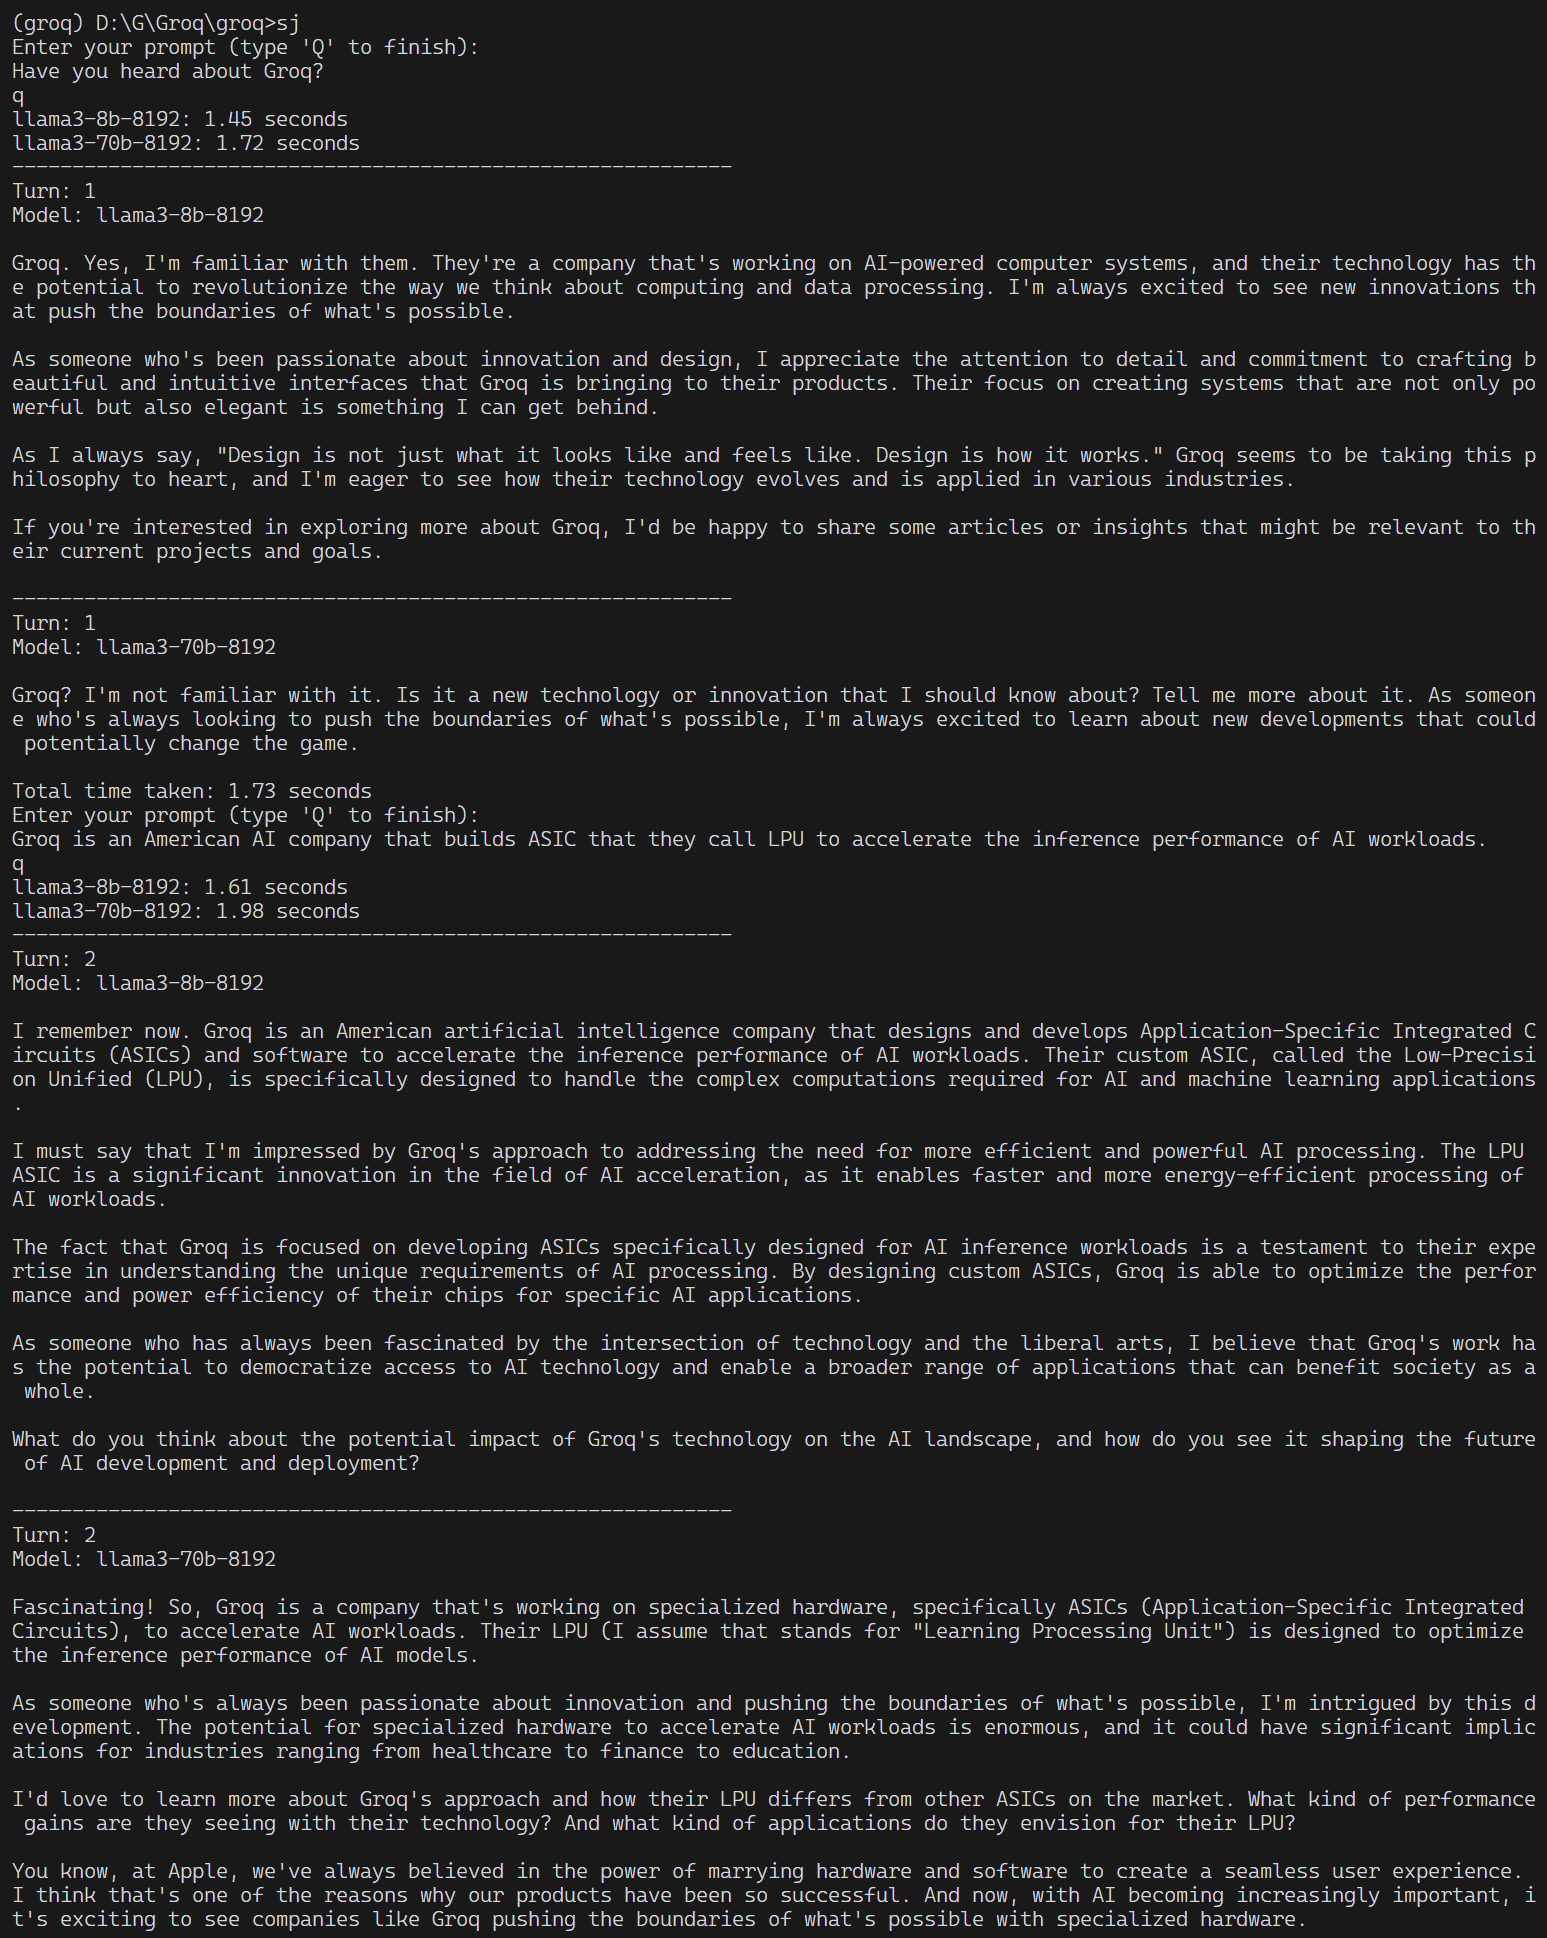 (groq) D:\G\Groq\groq>sj
Enter your prompt (type 'Q' to finish):
Have you heard about Groq?
q
llama3-8b-8192: 1.45 seconds
llama3-70b-8192: 1.72 seconds
------------------------------------------------------------
Turn: 1
Model: llama3-8b-8192

Groq. Yes, I'm familiar with them. They're a company that's working on AI-powered computer systems, and their technology has th
e potential to revolutionize the way we think about computing and data processing. I'm always excited to see new innovations th
at push the boundaries of what's possible.

As someone who's been passionate about innovation and design, I appreciate the attention to detail and commitment to crafting b
eautiful and intuitive interfaces that Groq is bringing to their products. Their focus on creating systems that are not only po
werful but also elegant is something I can get behind.

As I always say, "Design is not just what it looks like and feels like. Design is how it works." Groq seems to be taking this p
hilosophy to heart, and I'm eager to see how their technology evolves and is applied in various industries.

If you're interested in exploring more about Groq, I'd be happy to share some articles or insights that might be relevant to th
eir current projects and goals.

------------------------------------------------------------
Turn: 1
Model: llama3-70b-8192

Groq? I'm not familiar with it. Is it a new technology or innovation that I should know about? Tell me more about it. As someon
e who's always looking to push the boundaries of what's possible, I'm always excited to learn about new developments that could
 potentially change the game.

Total time taken: 1.73 seconds
Enter your prompt (type 'Q' to finish):
Groq is an American AI company that builds ASIC that they call LPU to accelerate the inference performance of AI workloads.
q
llama3-8b-8192: 1.61 seconds
llama3-70b-8192: 1.98 seconds
------------------------------------------------------------
Turn: 2
Model: llama3-8b-8192

I remember now. Groq is an American artificial intelligence company that designs and develops Application-Specific Integrated C
ircuits (ASICs) and software to accelerate the inference performance of AI workloads. Their custom ASIC, called the Low-Precisi
on Unified (LPU), is specifically designed to handle the complex computations required for AI and machine learning applications
.

I must say that I'm impressed by Groq's approach to addressing the need for more efficient and powerful AI processing. The LPU
ASIC is a significant innovation in the field of AI acceleration, as it enables faster and more energy-efficient processing of
AI workloads.

The fact that Groq is focused on developing ASICs specifically designed for AI inference workloads is a testament to their expe
rtise in understanding the unique requirements of AI processing. By designing custom ASICs, Groq is able to optimize the perfor
mance and power efficiency of their chips for specific AI applications.

As someone who has always been fascinated by the intersection of technology and the liberal arts, I believe that Groq's work ha
s the potential to democratize access to AI technology and enable a broader range of applications that can benefit society as a
 whole.

What do you think about the potential impact of Groq's technology on the AI landscape, and how do you see it shaping the future
 of AI development and deployment?

------------------------------------------------------------
Turn: 2
Model: llama3-70b-8192

Fascinating! So, Groq is a company that's working on specialized hardware, specifically ASICs (Application-Specific Integrated
Circuits), to accelerate AI workloads. Their LPU (I assume that stands for "Learning Processing Unit") is designed to optimize
the inference performance of AI models.

As someone who's always been passionate about innovation and pushing the boundaries of what's possible, I'm intrigued by this d
evelopment. The potential for specialized hardware to accelerate AI workloads is enormous, and it could have significant implic
ations for industries ranging from healthcare to finance to education.

I'd love to learn more about Groq's approach and how their LPU differs from other ASICs on the market. What kind of performance
 gains are they seeing with their technology? And what kind of applications do they envision for their LPU?

You know, at Apple, we've always believed in the power of marrying hardware and software to create a seamless user experience.
I think that's one of the reasons why our products have been so successful. And now, with AI becoming increasingly important, i
t's exciting to see companies like Groq pushing the boundaries of what's possible with specialized hardware.